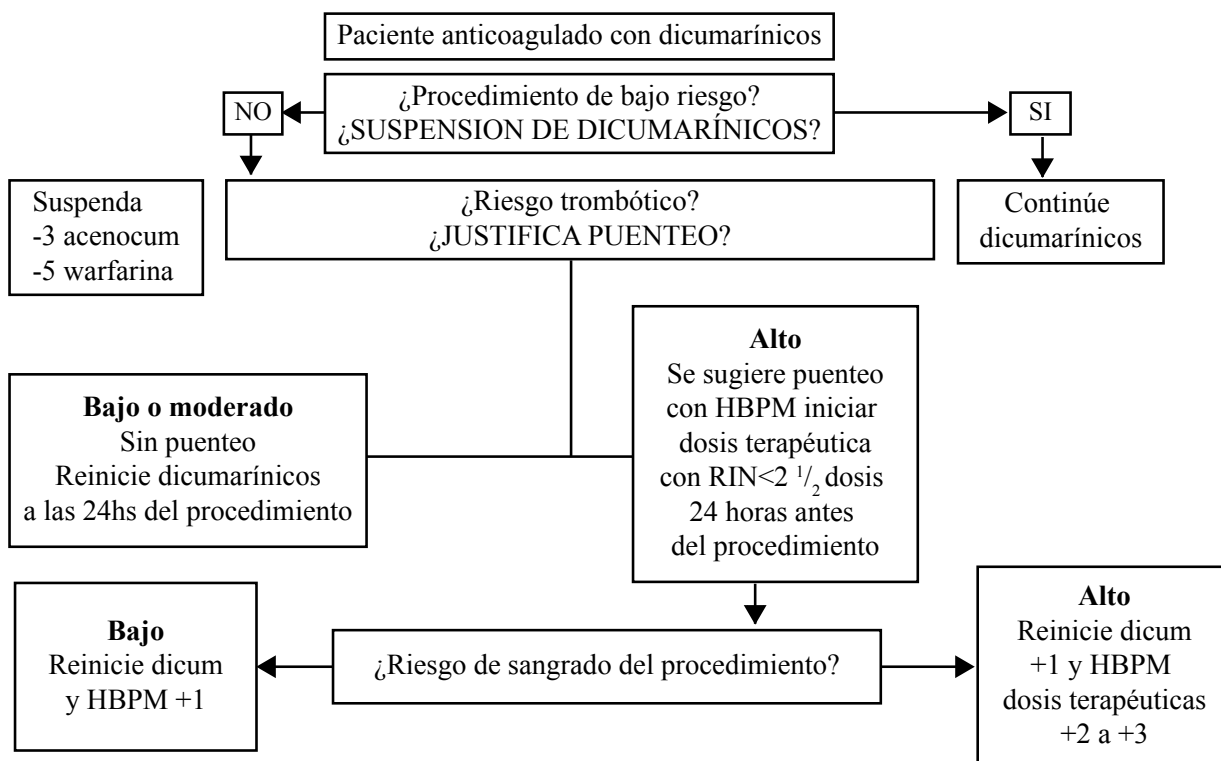 Paciente anticoagulado con dicumarínicos
NO
¿Procedimiento de bajo riesgo?
¿SUSPENSION DE DICUMARÍNICOS?
SI
Suspenda
-3 acenocum
-5 warfarina
¿Riesgo trombótico?
¿JUSTIFICA PUENTEO?
Continúe
dicumarínicos
Bajo o moderado
Sin puenteo
Reinicie dicumarínicos
a las 24hs del procedimiento
Alto
Se sugiere puenteo
con HBPM iniciar
dosis terapéutica
con RIN<2 1/2 dosis
24 horas antes
del procedimiento
Bajo
Reinicie dicum
y HBPM +1
¿Riesgo de sangrado del procedimiento?
Alto
Reinicie dicum
+1 y HBPM
dosis terapéuticas
+2 a +3